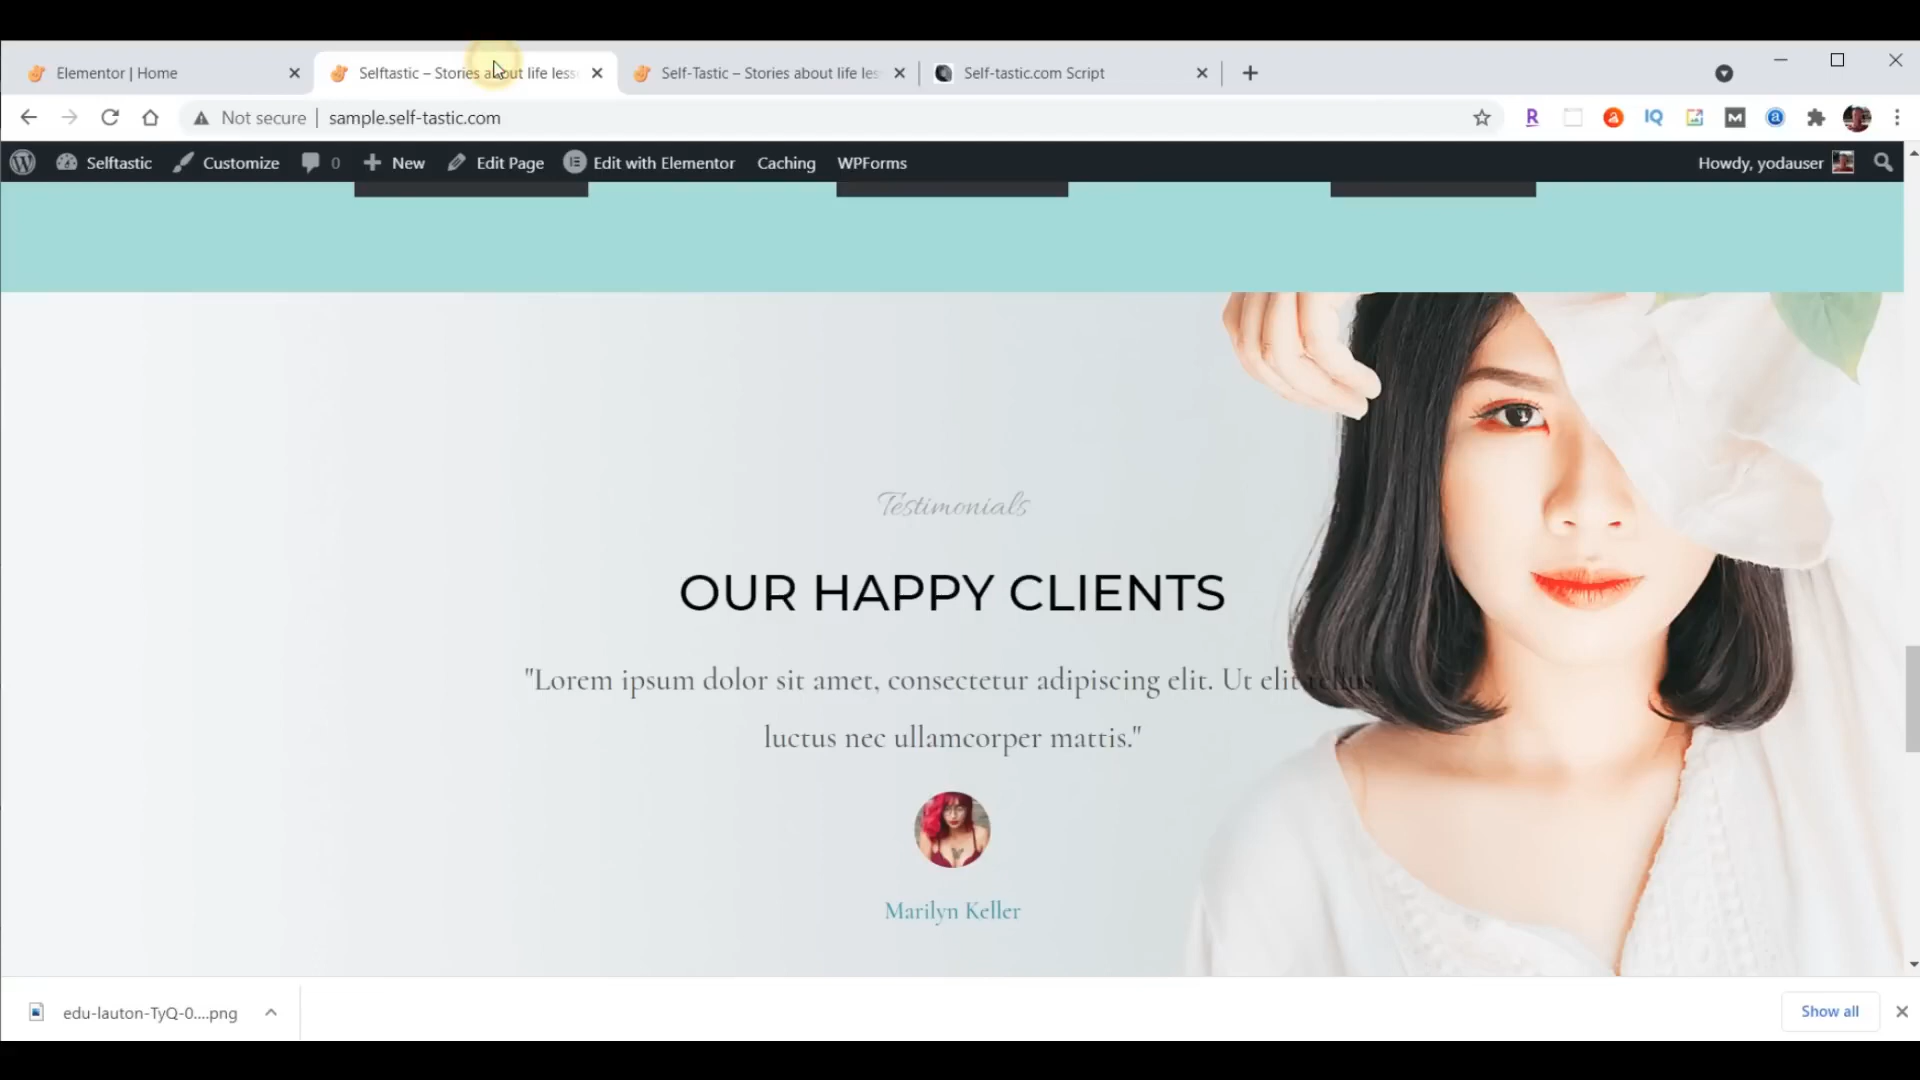 Elementor | Home
Selftastic – Stories about life less
Self-Tastic – Stories about life les
Self-tastic.com Script
Not secure
sample.self-tastic.com
Selftastic
Customize
0
New
Edit Page
Edit with Elementor
Caching
WPForms
Howdy, yodauser
Testimonials
OUR HAPPY CLIENTS
"Lorem ipsum dolor sit amet, consectetur adipiscing elit. Ut elit tellus,
luctus nec ullamcorper mattis."
Marilyn Keller
edu-lauton-TyQ-0....png
Show all